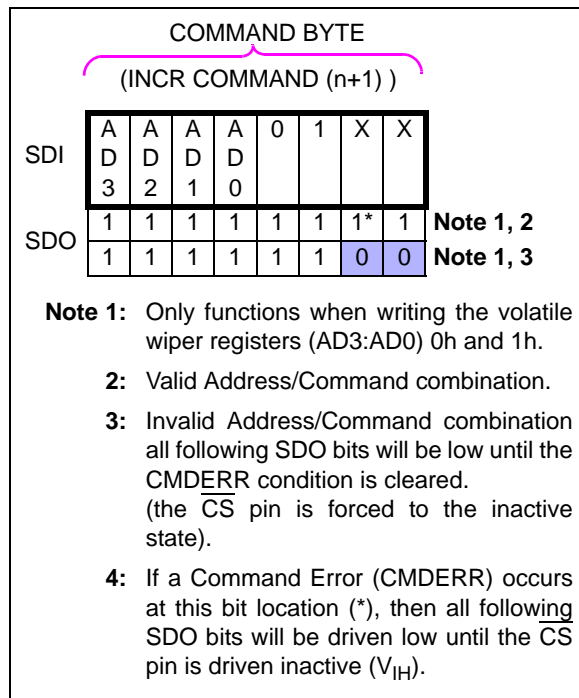 COMMAND BYTE
(INCR COMMAND (n+1) )
SDI
A A A A 0 1 X X
D D D D
3 2 1 0
SDO
1 1 1 1 1 1 1* 1 Note 1, 2
1 1 1 1 1 1 0 0 Note 1, 3
Note 1: Only functions when writing the volatile
wiper registers (AD3:AD0) 0h and 1h.
2: Valid Address/Command combination.
3: Invalid Address/Command combination
all following SDO bits will be low until the
CMDERR condition is cleared.
(the CS pin is forced to the inactive
state).
4: If a Command Error (CMDERR) occurs
at this bit location (*), then all following
SDO bits will be driven low until the CS
pin is driven inactive (VIH).